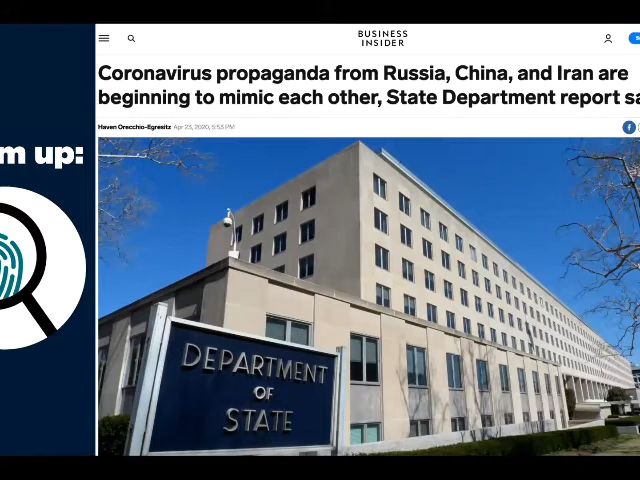 BUSINESS
INSIDER
Coronavirus propaganda from Russia, China, and Iran are
beginning to mimic each other, State Department report sa
Haven Orecchio-Egresitz Apr 23, 2020, 5:53 PM
m up:
DEPARTMENT
OF
STATE